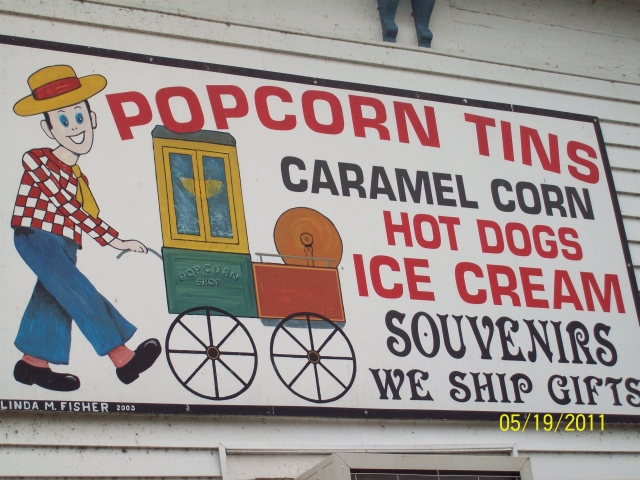 POPCORN TINS
CARAMEL CORN
HOT DOGS
ICE CREAM
SOUVENIRS
WE SHIP GIFTS
POPCORN
SHOP
LINDA M. FISHER 2003
05/19/2011